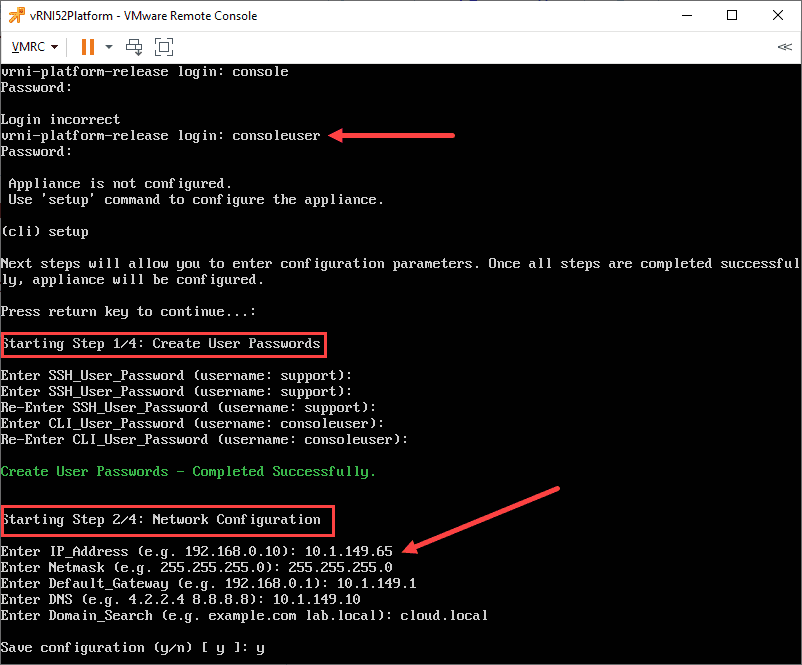 vRNI52Platform - VMware Remote Console
VMRC
vrni-platform-release login: console
Password:
Login incorrect
vrni-platform-release login: consoleuser
Password:
Appliance is not configured.
Use 'setup' command to configure the appliance.
(cli) setup
Next steps will allow you to enter configuration parameters. Once all steps are completed successful
ly, appliance will be configured.
Press return key to continue...:
Starting Step 1/4: Create User Passwords
Enter SSH_User_Password (username: support):
Enter SSH_User_Password (username: support):
Re-Enter SSH_User_Password (username: support):
Enter CLI_User_Password (username: consoleuser):
Re-Enter CLI_User_Password (username: consoleuser):
Create User Passwords - Completed Successfully.
Starting Step 2/4: Network Configuration
Enter IP_Address (e.g. 192.168.0.10): 10.1.149.65
Enter Netmask (e.g. 255.255.255.0): 255.255.255.0
Enter Default_Gateway (e.g. 192.168.0.1): 10.1.149.1
Enter DNS (e.g. 4.2.2.4 8.8.8.8): 10.1.149.10
Enter Domain_Search (e.g. example.com lab.local): cloud.local
Save configuration (y/n) [ y ]: y